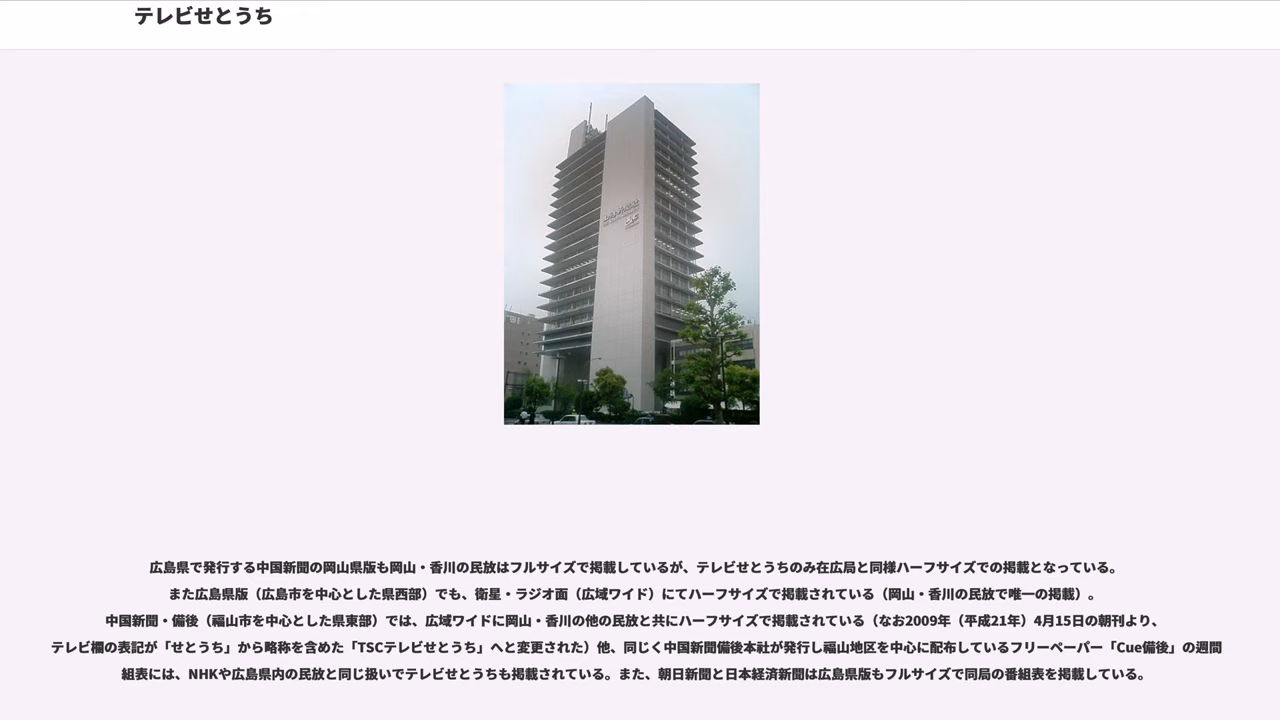 テレビせとうち
広島県で発行する中国新聞の岡山県版も岡山・香川の民放はフルサイズで掲載しているが、テレビせとうちのみ在広局と同様ハーフサイズでの掲載となっている。
また広島県版（広島市を中心とした県西部）でも、衛星・ラジオ面（広域ワイド）にてハーフサイズで掲載されている（岡山・香川の民放で唯一の掲載）。
中国新聞・備後（福山市を中心とした県東部）では、広域ワイドに岡山・香川の他の民放と共にハーフサイズで掲載されている（なお2009年（平成21年）4月15日の朝刊より、
テレビ欄の表記が「せとうち」から略称を含めた「TSCテレビせとうち」へと変更された）他、同じく中国新聞備後本社が発行し福山地区を中心に配布しているフリーペーパー「Cue備後」の週間
組表には、NHKや広島県内の民放と同じ扱いでテレビせとうちも掲載されている。また、朝日新聞と日本経済新聞は広島県版もフルサイズで同局の番組表を掲載している。